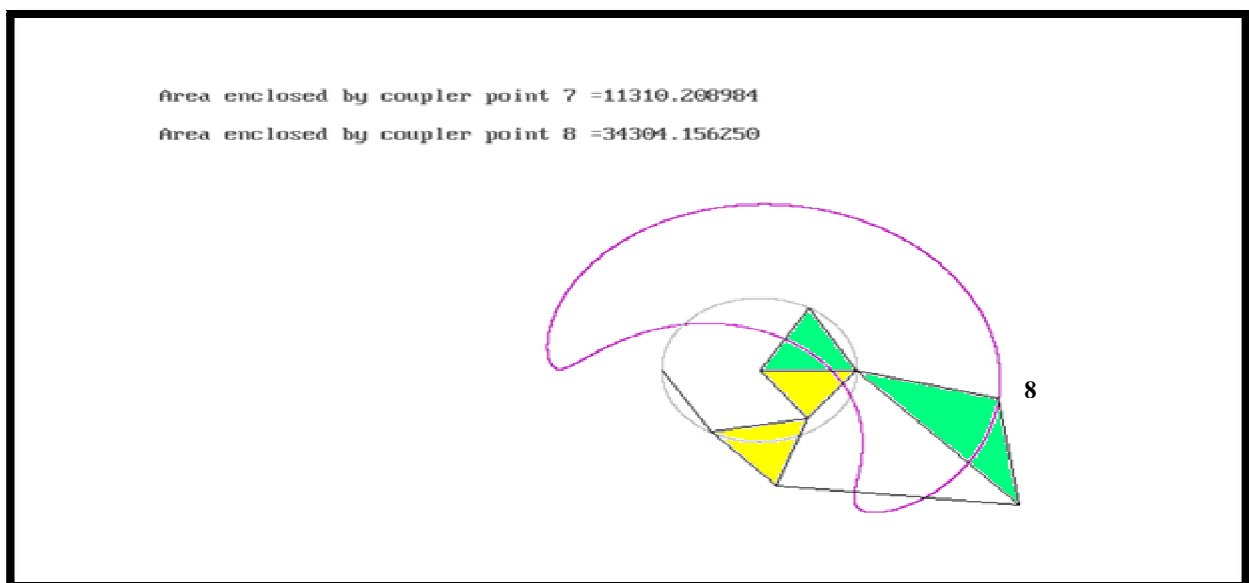 Area enclosed by coupler point 7 =11310.208984
Area enclosed by coupler point 8 =34304.156250
8